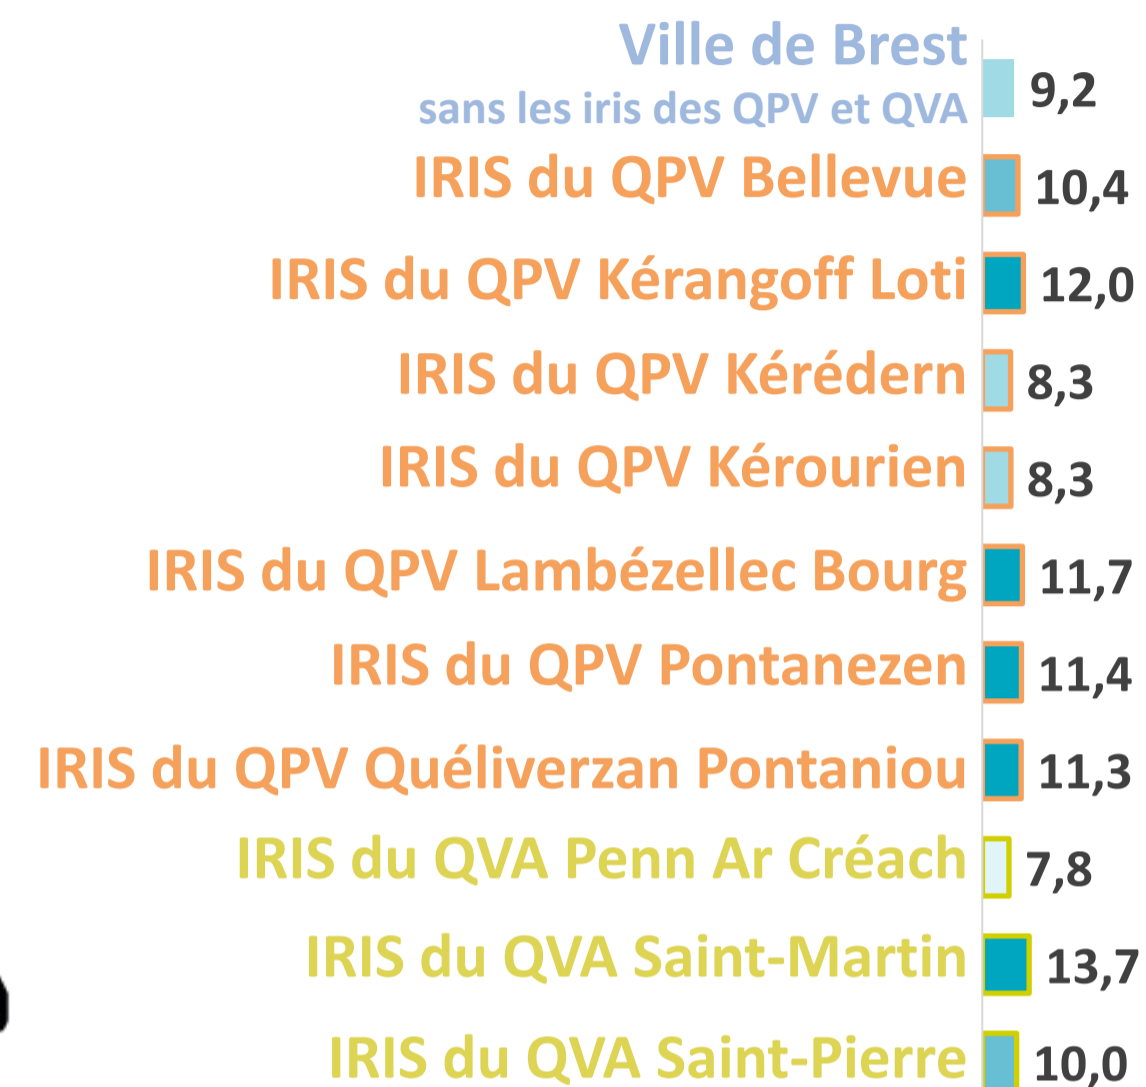 Ville de Brest
sans les iris des QPV et QVA 9,2
IRIS du QPV Bellevue 10,4
IRIS du QPV Kérangoff Loti 12,0
IRIS du QPV Kérédern 8,3
IRIS du QPV Kérourien 8,3
IRIS du QPV Lambézellec Bourg 11,7
IRIS du QPV Pontanezen 11,4
IRIS du QPV Quéliverzan Pontaniou 11,3
IRIS du QVA Penn Ar Créach 7,8
IRIS du QVA Saint-Martin 13,7
IRIS du QVA Saint-Pierre 10,0